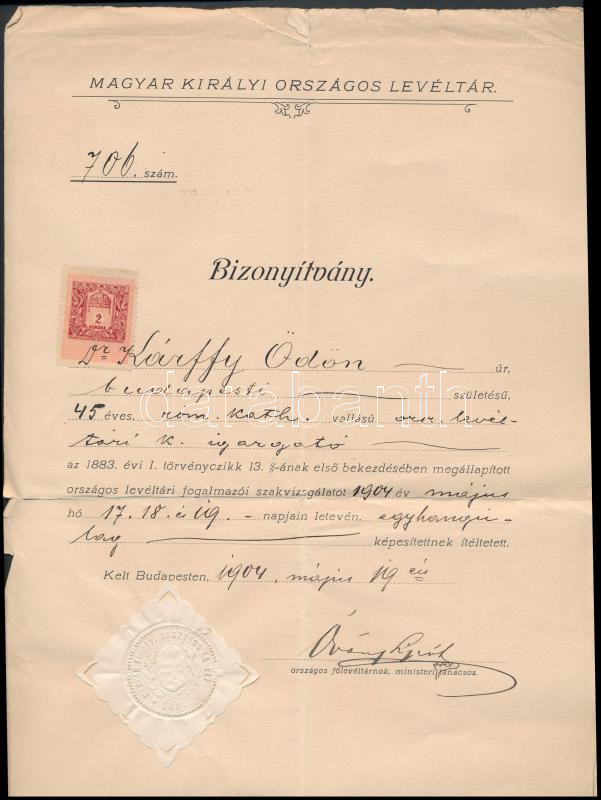 MAGYAR KIRÁLYI ORSZÁGOS LEVÉLTÁR.
706. szám.
Bizonyítvány.
2
KORONA
Dr Kárffy Ödön úr,
budapesti születésű,
45 éves, róm. kath. vallású orsz. levél-
tári k. igazgató
az 1883. évi I. törvényczikk 13. §-ának első bekezdésében megállapított
országos levéltári fogalmazói szakvizsgálatot 1904 év május
hó 17. 18. és 19. - napjain letevén, egyhangú-
lag képesítettnek ítéltetett.
Kelt Budapesten, 1904. május 19 én
országos főlevéltárnok, ministeri tanácsos.
darabanth